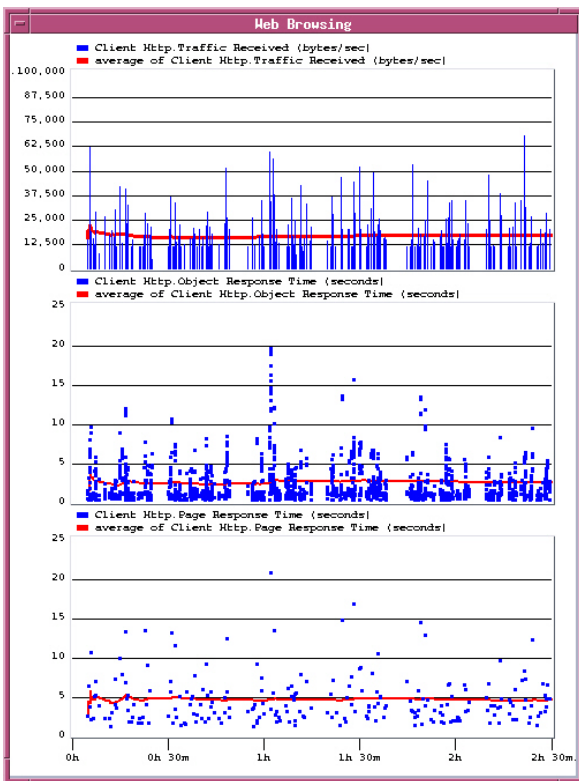 Web Browsing
Client Http.Traffic Received (bytes/sec)
average of Client Http.Traffic Received (bytes/sec)
100,000
87,500
75,000
62,500
50,000
37,500
25,000
12,500
0
Client Http.Object Response Time (seconds)
average of Client Http.Object Response Time (seconds)
25
20
15
10
5
0
Client Http.Page Response Time (seconds)
average of Client Http.Page Response Time (seconds)
25
20
15
10
5
0
0h 0h 30m 1h 1h 30m 2h 2h 30m